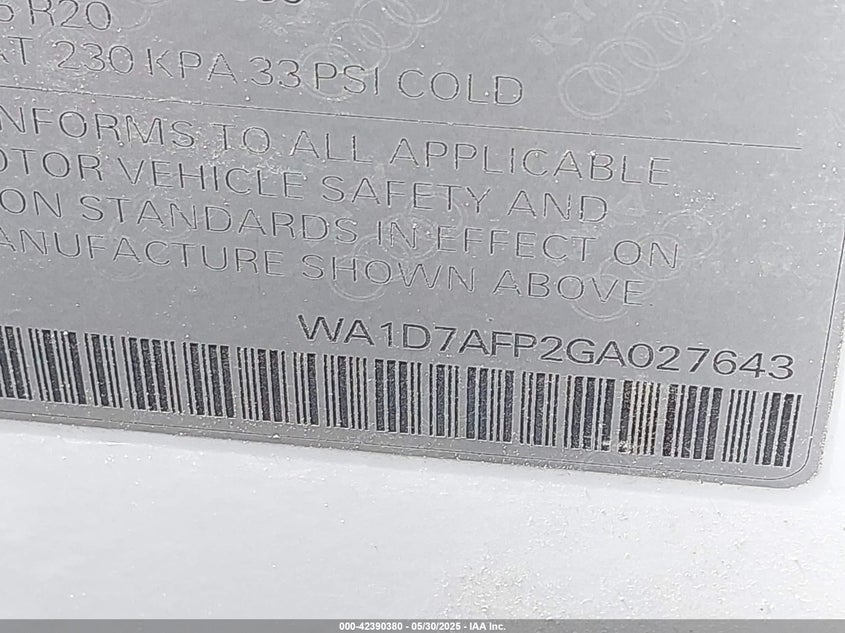 R20
AT 230 KPA 33 PSI COLD
NFORMS TO ALL APPLICABLE
OTOR VEHICLE SAFETY AND
ON STANDARDS IN EFFECT ON
ANUFACTURE SHOWN ABOVE.
WA1D7AFP2GA027643
000-42390380 - 05/30/2025 - IAA Inc.